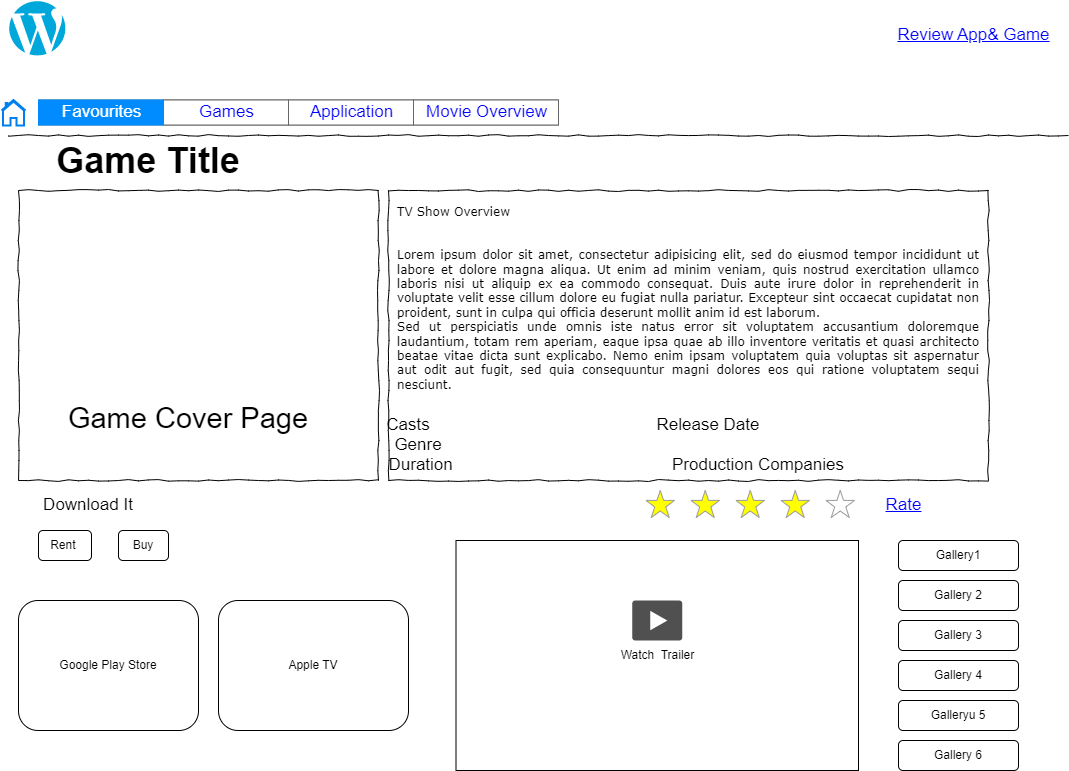 Review App& Game
Favourites
Games
Application
Movie Overview
Game Title
Game Cover Page
TV Show Overview
Lorem ipsum dolor sit amet, consectetur adipisicing elit, sed do eiusmod tempor incididunt ut
labore et dolore magna aliqua. Ut enim ad minim veniam, quis nostrud exercitation ullamco
laboris nisi ut aliquip ex ea commodo consequat. Duis aute irure dolor in reprehenderit in
voluptate velit esse cillum dolore eu fugiat nulla pariatur. Excepteur sint occaecat cupidatat non
proident, sunt in culpa qui officia deserunt mollit anim id est laborum.
Sed ut perspiciatis unde omnis iste natus error sit voluptatem accusantium doloremque
laudantium, totam rem aperiam, eaque ipsa quae ab illo inventore veritatis et quasi architecto
beatae vitae dicta sunt explicabo. Nemo enim ipsam voluptatem quia voluptas sit aspernatur
aut odit aut fugit, sed quia consequuntur magni dolores eos qui ratione voluptatem sequi
nesciunt.
Casts
Release Date
Genre
Duration
Production Companies
Download It
Rate
Rent
Buy
Google Play Store
Apple TV
Watch Trailer
Gallery1
Gallery 2
Gallery 3
Gallery 4
Galleryu 5
Gallery 6